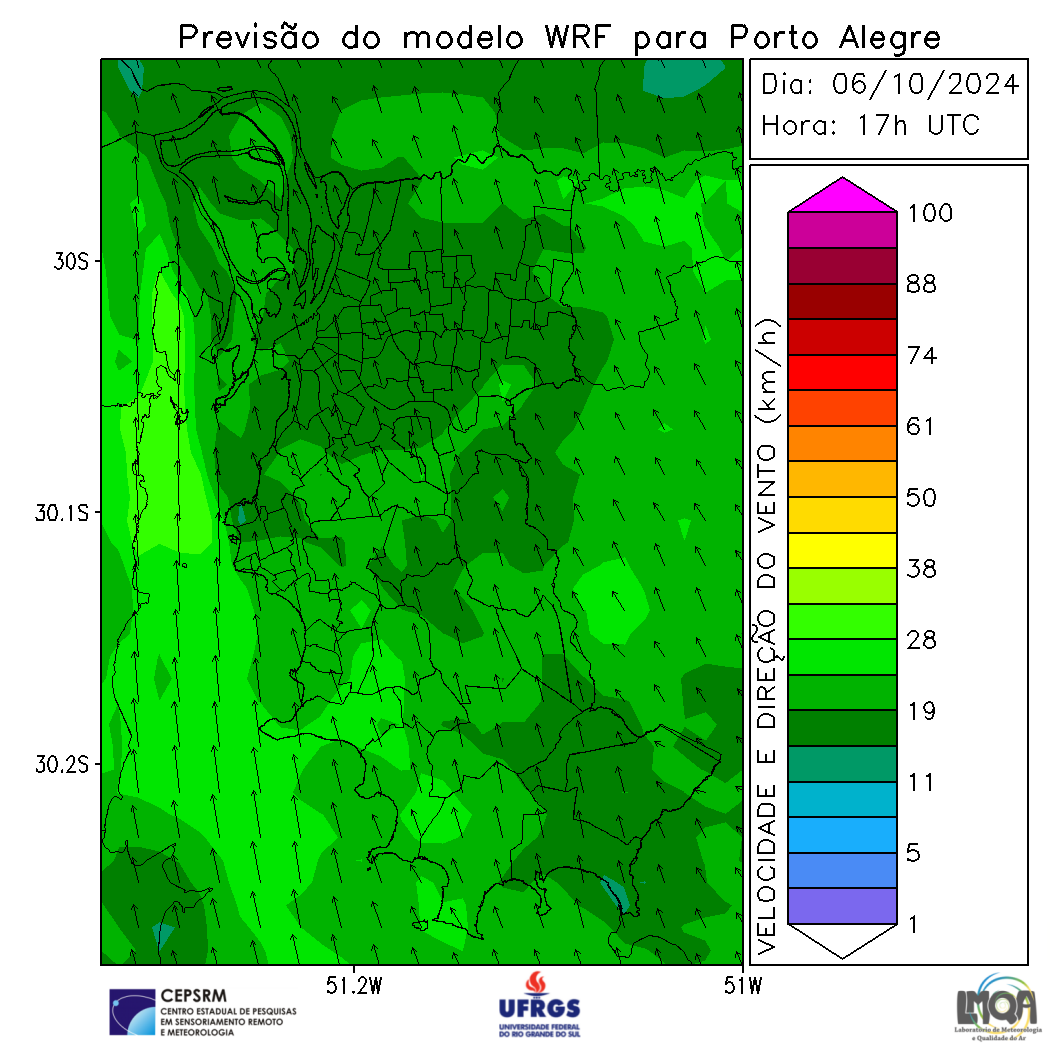 Previsão do modelo WRF para Porto Alegre
Dia: 06/10/2024
Hora: 17h UTC
30S
30.1S
30.2S
51.2W
51W
VELOCIDADE E DIREÇÃO DO VENTO (km/h)
100
88
74
61
50
38
28
19
11
5
1
CEPSRM
CENTRO ESTADUAL DE PESQUISAS
EM SENSORIAMENTO REMOTO
E METEOROLOGIA
UFRGS
UNIVERSIDADE FEDERAL
DO RIO GRANDE DO SUL
LMQA
Laboratório de Meteorologia
e Qualidade do Ar